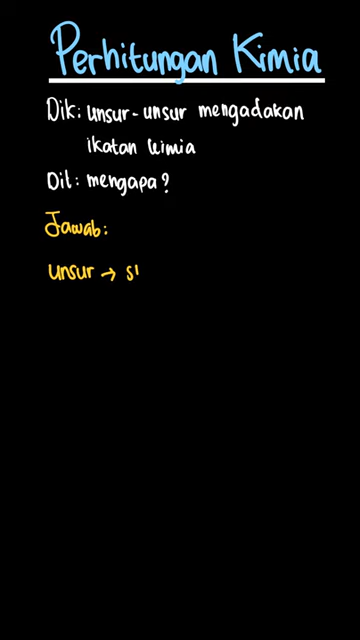 Perhitungan Kimia
Dik: unsur-unsur mengadakan
ikatan kimia
Dit: mengapa?
Jawab:
unsur → s